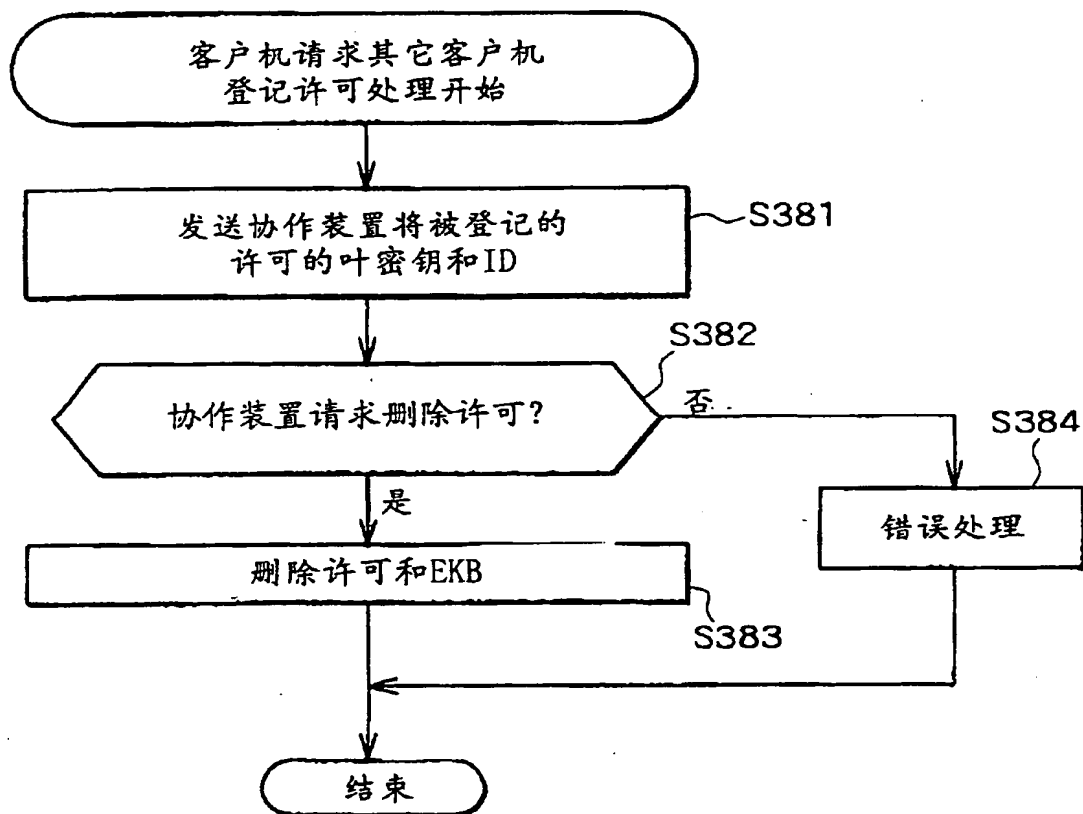 客户机请求其它客户机
登记许可处理开始
发送协作装置将被登记的
许可的叶密钥和ID
S381
S382
协作装置请求删除许可?
否
S384
是
错误处理
删除许可和EKB
S383
结束